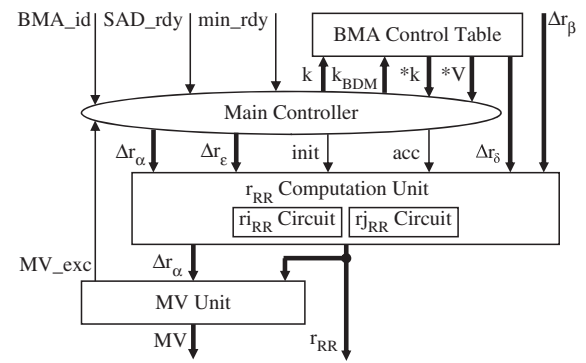 BMA_id SAD_rdy min_rdy
BMA Control Table
Δrβ
k kBDM *k *V
Main Controller
Δrα Δrε init acc Δrδ
rRR Computation Unit
riRR Circuit rjRR Circuit
MV_exc Δrα
MV Unit
MV rRR